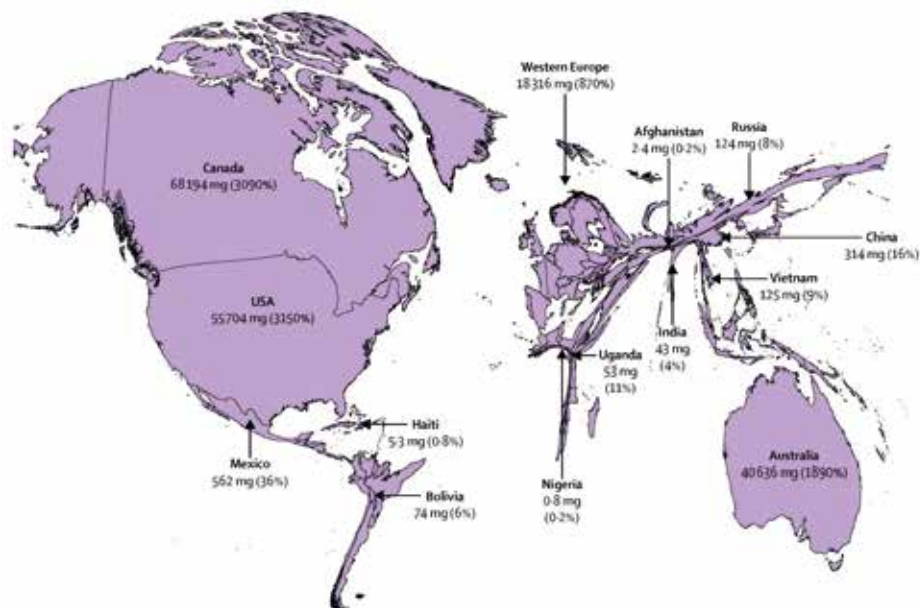 Western Europe
18 316 mg (870%)
Afghanistan
2·4 mg (0·2%)
Russia
124 mg (8%)
Canada
68 194 mg (3090%)
China
314 mg (16%)
Vietnam
125 mg (9%)
USA
55 704 mg (3150%)
India
43 mg
(4%)
Uganda
53 mg
(11%)
Haiti
5·3 mg (0·8%)
Mexico
562 mg (36%)
Australia
40 636 mg (1890%)
Nigeria
0·8 mg
(0·2%)
Bolivia
74 mg (6%)